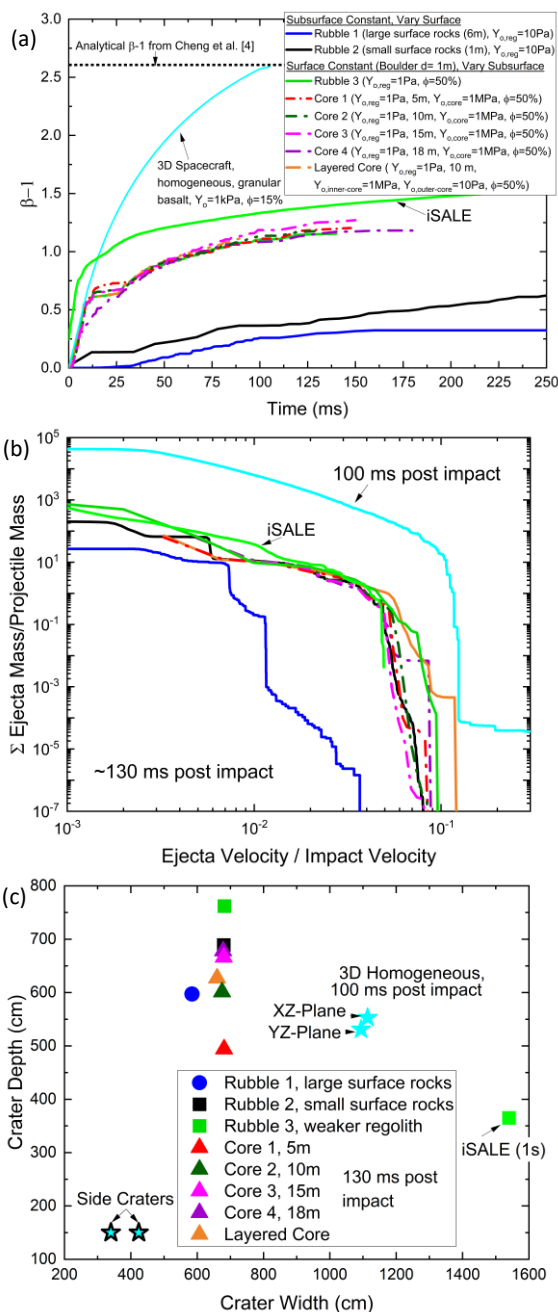 (a)
Analytical β-1 from Cheng et al. [4]
3D Spacecraft,
homogeneous, granular
basalt, Yo=1kPa, ϕ=15%
iSALE
Subsurface Constant, Vary Surface
Rubble 1 (large surface rocks (6m), Yo,reg=10Pa)
Rubble 2 (small surface rocks (1m), Yo,reg=10Pa)
Surface Constant (Boulder d= 1m), Vary Subsurface
Rubble 3 (Yo,reg=1Pa, ϕ=50%)
Core 1 (Yo,reg=1Pa, 5m, Yo,core=1MPa, ϕ=50%)
Core 2 (Yo,reg=1Pa, 10m, Yo,core=1MPa, ϕ=50%)
Core 3 (Yo,reg=1Pa, 15m, Yo,core=1MPa, ϕ=50%)
Core 4 (Yo,reg=1Pa, 18 m, Yo,core=1MPa, ϕ=50%)
Layered Core ( Yo,reg=1Pa, 10 m,
Yo,inner-core=1MPa, Yo,outer-core=10Pa, ϕ=50%)
β−1
3.0
2.5
2.0
1.5
1.0
0.5
0.0
0 25 50 75 100 125 150 175 200 225 250
Time (ms)
(b)
100 ms post impact
iSALE
~130 ms post impact
Σ Ejecta Mass/Projectile Mass
10^5
10^3
10^1
10^-1
10^-3
10^-5
10^-7
10^-3 10^-2 10^-1
Ejecta Velocity / Impact Velocity
(c)
3D Homogeneous,
100 ms post impact
XZ-Plane
YZ-Plane
iSALE (1s)
Side Craters
Rubble 1, large surface rocks
Rubble 2, small surface rocks
Rubble 3, weaker regolith
Core 1, 5m
Core 2, 10m
Core 3, 15m
Core 4, 18m
Layered Core
130 ms post
impact
Crater Depth (cm)
800
700
600
500
400
300
200
100
200 400 600 800 1000 1200 1400 1600
Crater Width (cm)